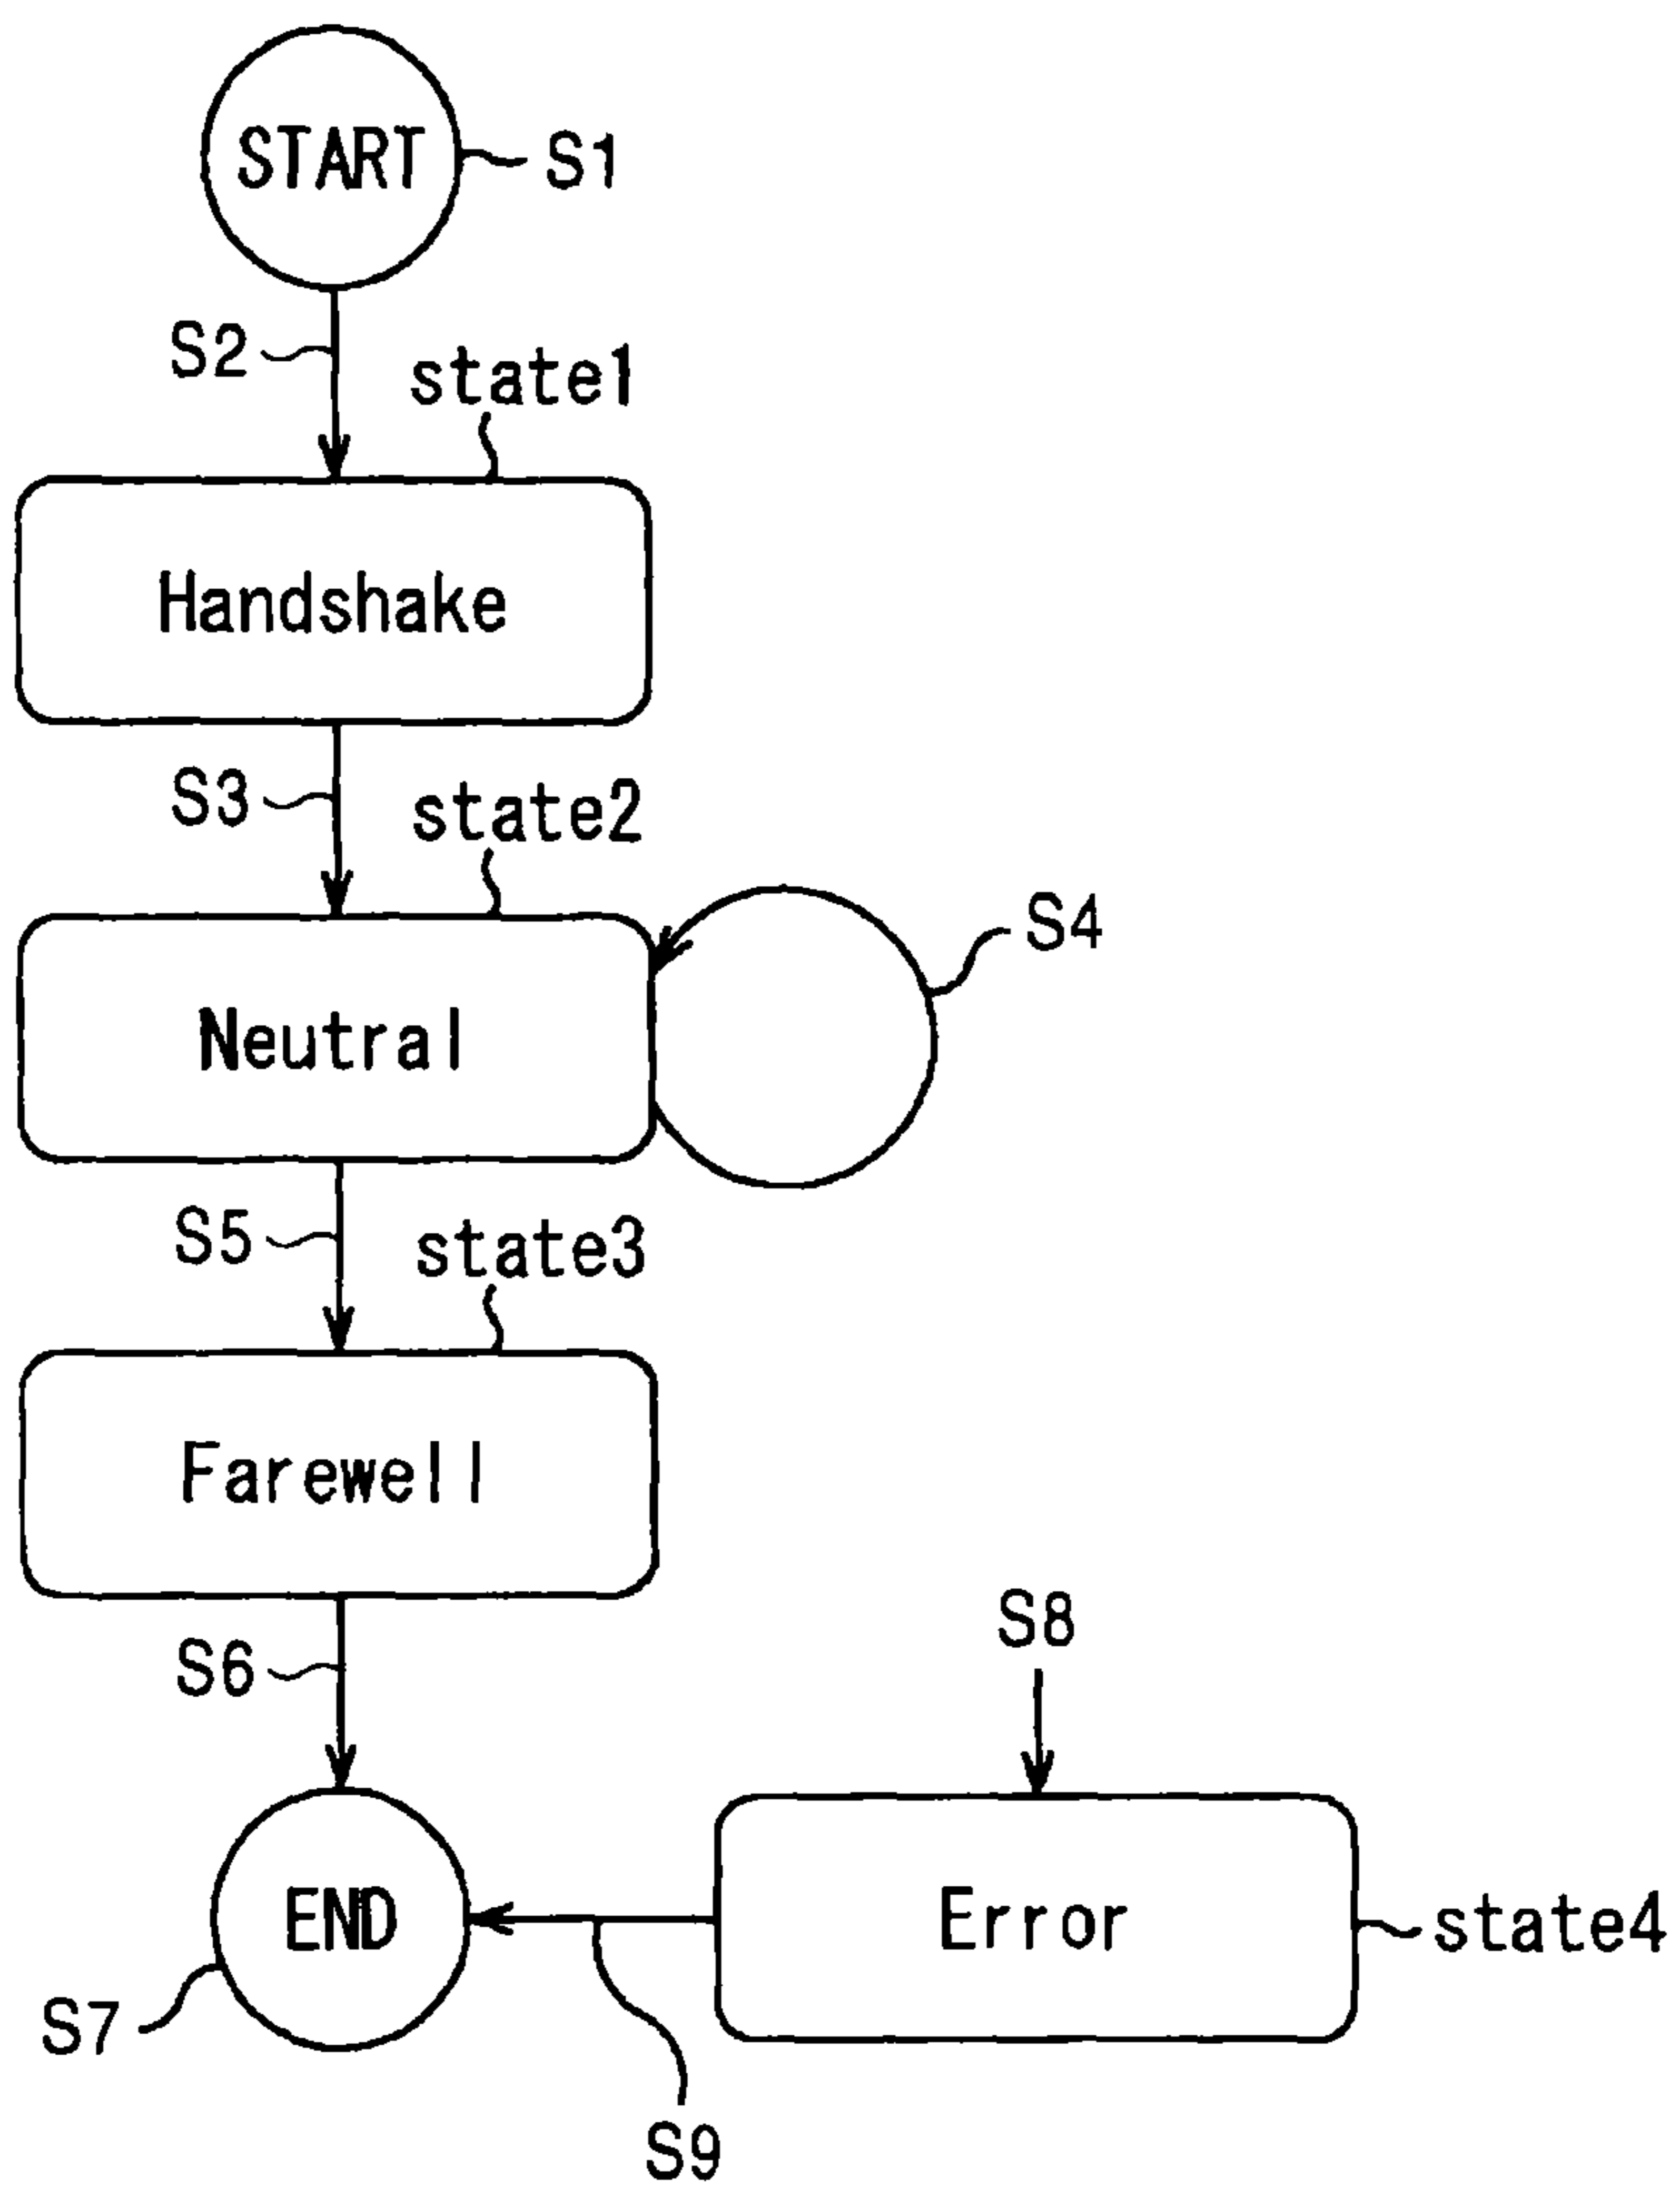 START
S1
S2
state1
Handshake
S3
state2
Neutral
S4
S5
state3
Farewell
S6
S8
END
Error
state4
S7
S9